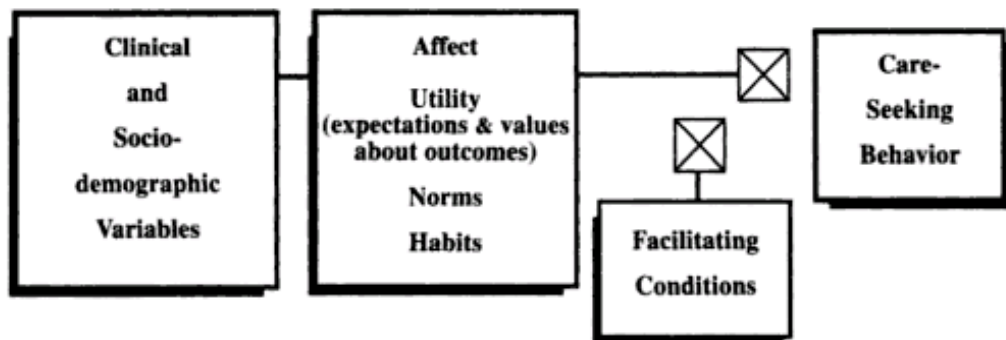 Clinical
and
Socio-
demographic
Variables
Affect
Utility
(expectations & values
about outcomes)
Norms
Habits
Facilitating
Conditions
Care-
Seeking
Behavior